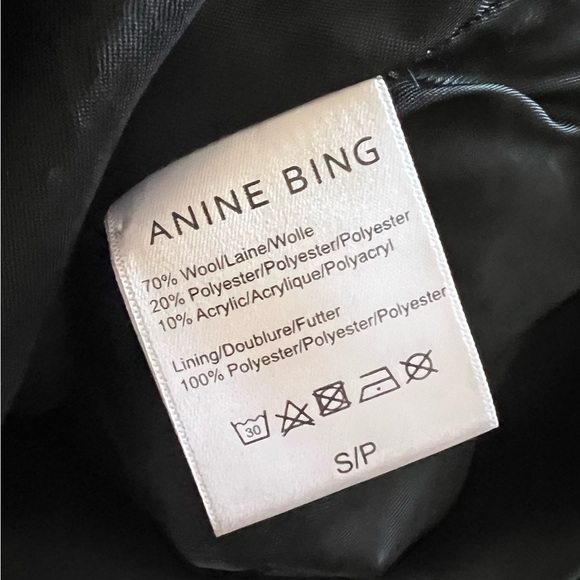 ANINE BING
70% Wool/Laine/Wolle
20% Polyester/Polyester/Polyester
10% Acrylic/Acrylique/Polyacryl
Lining/Doublure/Futter
100% Polyester/Polyester/Polyester
30
S/P